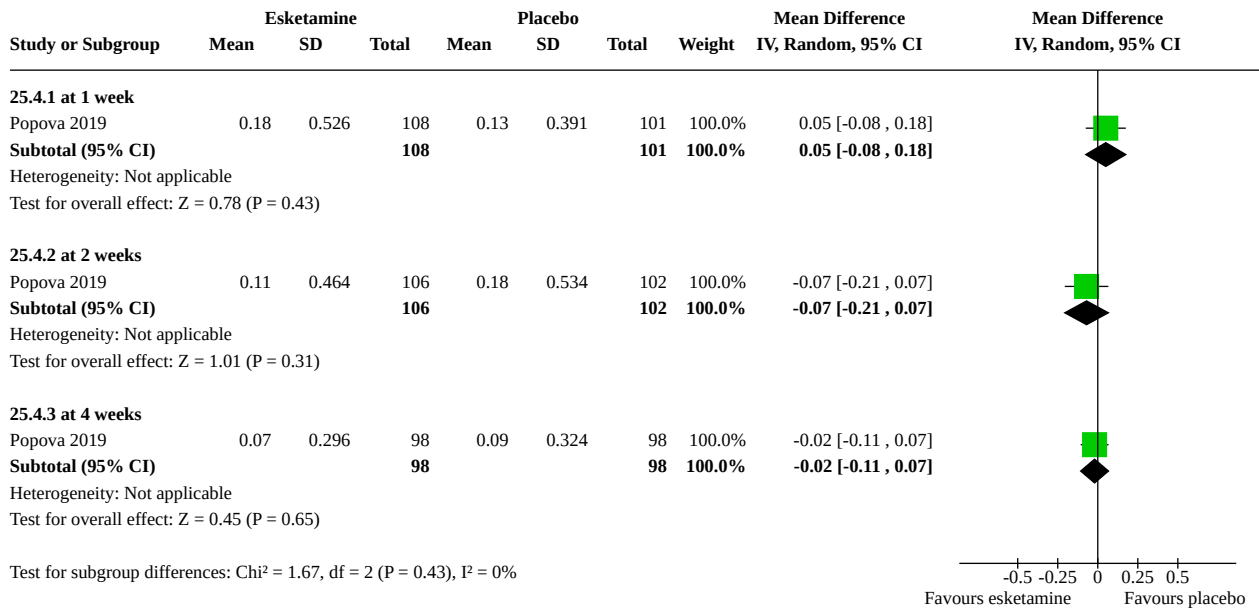 Esketamine Placebo Mean Difference Mean Difference
Study or Subgroup Mean SD Total Mean SD Total Weight IV, Random, 95% CI IV, Random, 95% CI
25.4.1 at 1 week
Popova 2019 0.18 0.526 108 0.13 0.391 101 100.0% 0.05 [-0.08 , 0.18]
Subtotal (95% CI) 108 101 100.0% 0.05 [-0.08 , 0.18]
Heterogeneity: Not applicable
Test for overall effect: Z = 0.78 (P = 0.43)
25.4.2 at 2 weeks
Popova 2019 0.11 0.464 106 0.18 0.534 102 100.0% -0.07 [-0.21 , 0.07]
Subtotal (95% CI) 106 102 100.0% -0.07 [-0.21 , 0.07]
Heterogeneity: Not applicable
Test for overall effect: Z = 1.01 (P = 0.31)
25.4.3 at 4 weeks
Popova 2019 0.07 0.296 98 0.09 0.324 98 100.0% -0.02 [-0.11 , 0.07]
Subtotal (95% CI) 98 98 100.0% -0.02 [-0.11 , 0.07]
Heterogeneity: Not applicable
Test for overall effect: Z = 0.45 (P = 0.65)
Test for subgroup differences: Chi² = 1.67, df = 2 (P = 0.43), I² = 0%
-0.5 -0.25 0 0.25 0.5
Favours esketamine Favours placebo